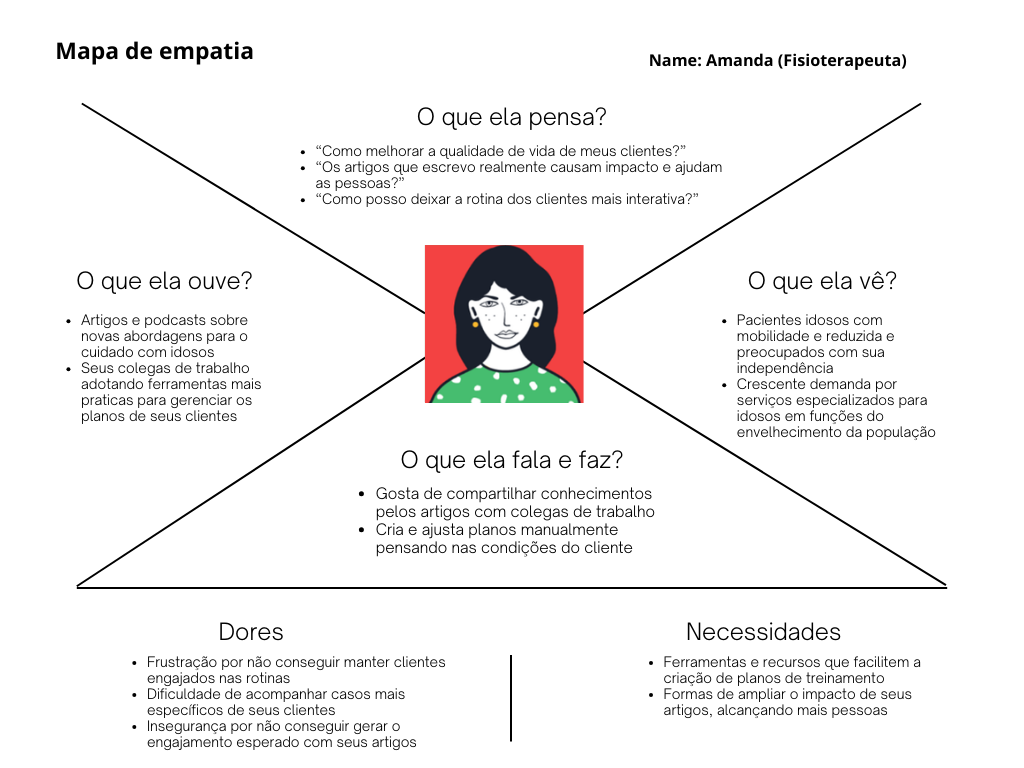 Mapa de empatia
Name: Amanda (Fisioterapeuta)
O que ela pensa?
• “Como melhorar a qualidade de vida de meus clientes?”
• “Os artigos que escrevo realmente causam impacto e ajudam
as pessoas?”
• “Como posso deixar a rotina dos clientes mais interativa?”
O que ela ouve?
• Artigos e podcasts sobre
novas abordagens para o
cuidado com idosos
• Seus colegas de trabalho
adotando ferramentas mais
praticas para gerenciar os
planos de seus clientes
O que ela vê?
• Pacientes idosos com
mobilidade e reduzida e
preocupados com sua
independência
• Crescente demanda por
serviços especializados para
idosos em funções do
envelhecimento da população
O que ela fala e faz?
• Gosta de compartilhar conhecimentos
pelos artigos com colegas de trabalho
• Cria e ajusta planos manualmente
pensando nas condições do cliente
Dores
• Frustração por não conseguir manter clientes
engajados nas rotinas
• Dificuldade de acompanhar casos mais
específicos de seus clientes
• Insegurança por não conseguir gerar o
engajamento esperado com seus artigos
Necessidades
• Ferramentas e recursos que facilitem a
criação de planos de treinamento
• Formas de ampliar o impacto de seus
artigos, alcançando mais pessoas